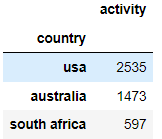 activity
country
usa 2535
australia 1473
south africa 597